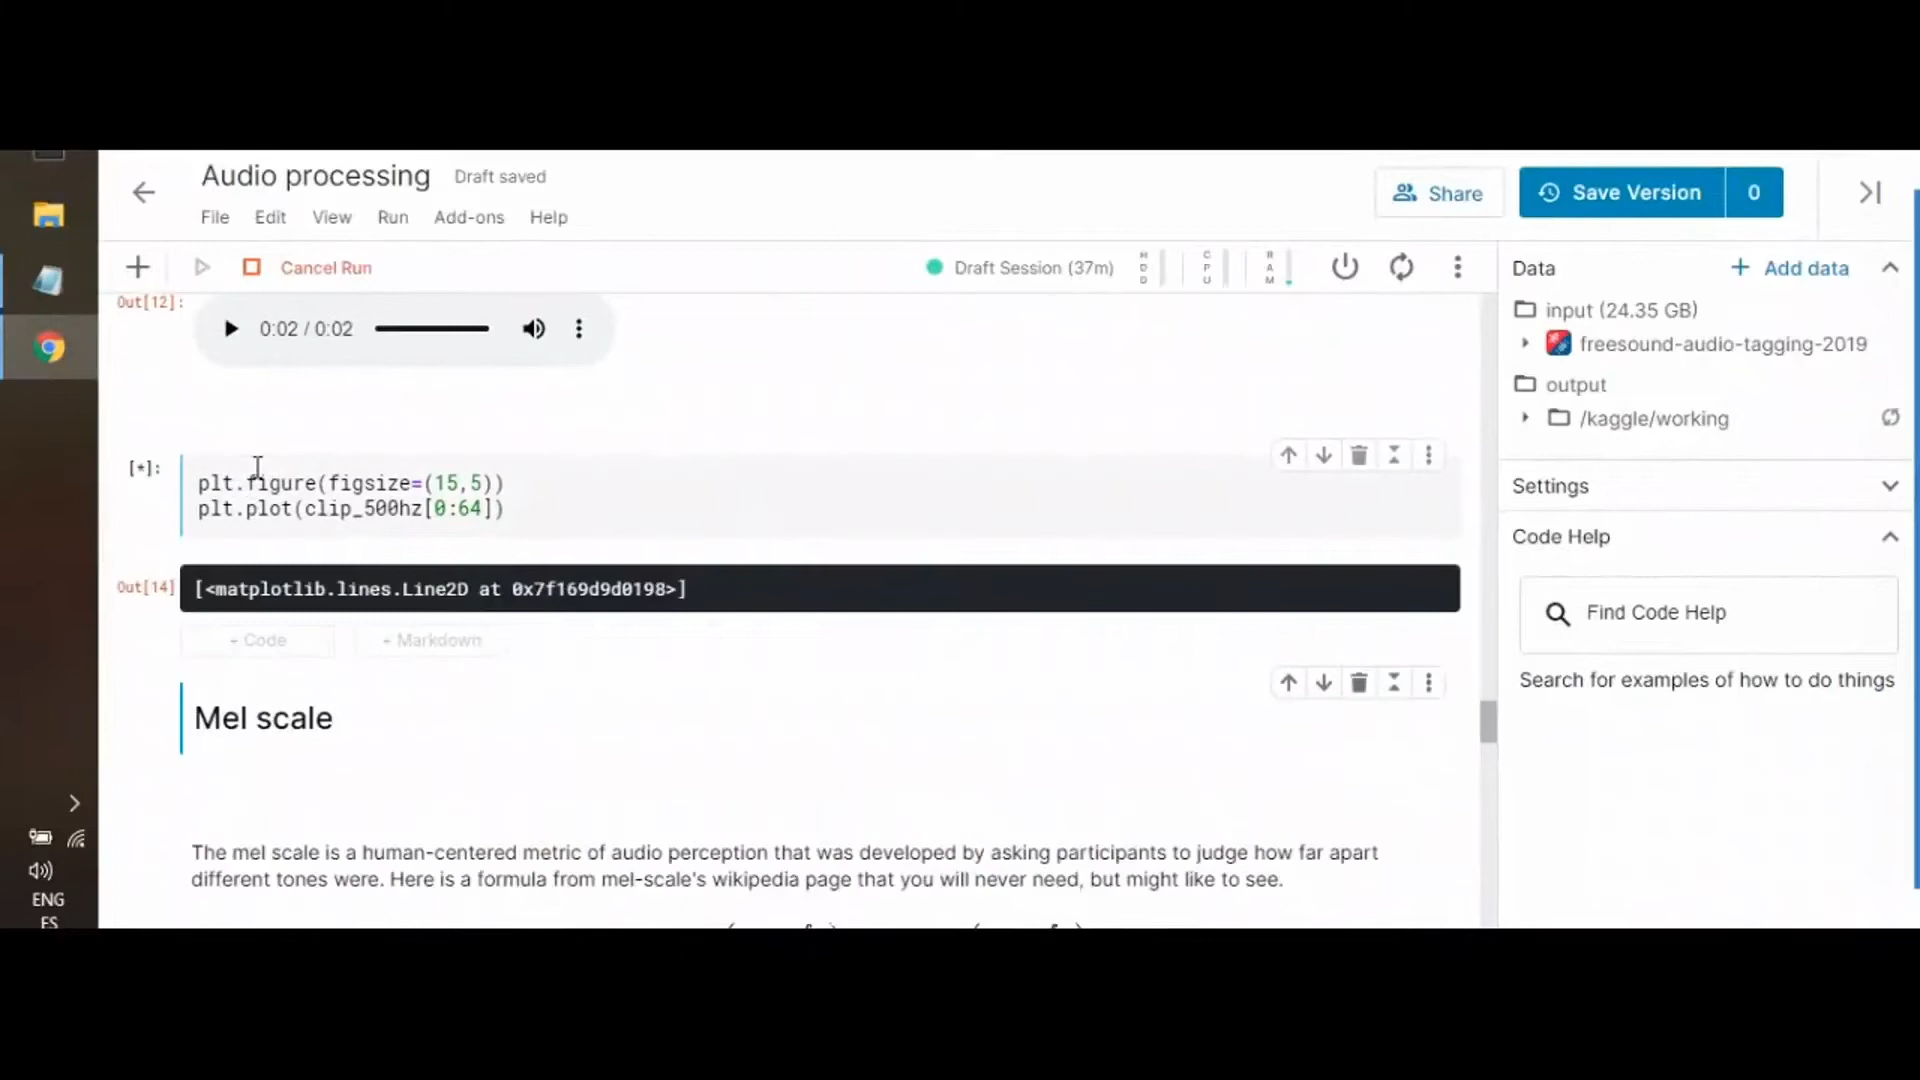 Audio processing
Draft saved
Share
Save Version
0
File
Edit
View
Run
Add-ons
Help
Cancel Run
Draft Session (37m)
HDD
CPU
RAM
Data
Add data
input (24.35 GB)
freesound-audio-tagging-2019
output
/kaggle/working
Settings
Code Help
Find Code Help
Search for examples of how to do things
Out[12]:
0:02 / 0:02
[*]:
plt.figure(figsize=(15,5))
plt.plot(clip_500hz[0:64])
Out[14]
[<matplotlib.lines.Line2D at 0x7f169d9d0198>]
+ Code
+ Markdown
Mel scale
The mel scale is a human-centered metric of audio perception that was developed by asking participants to judge how far apart
different tones were. Here is a formula from mel-scale's wikipedia page that you will never need, but might like to see.
ENG
ES